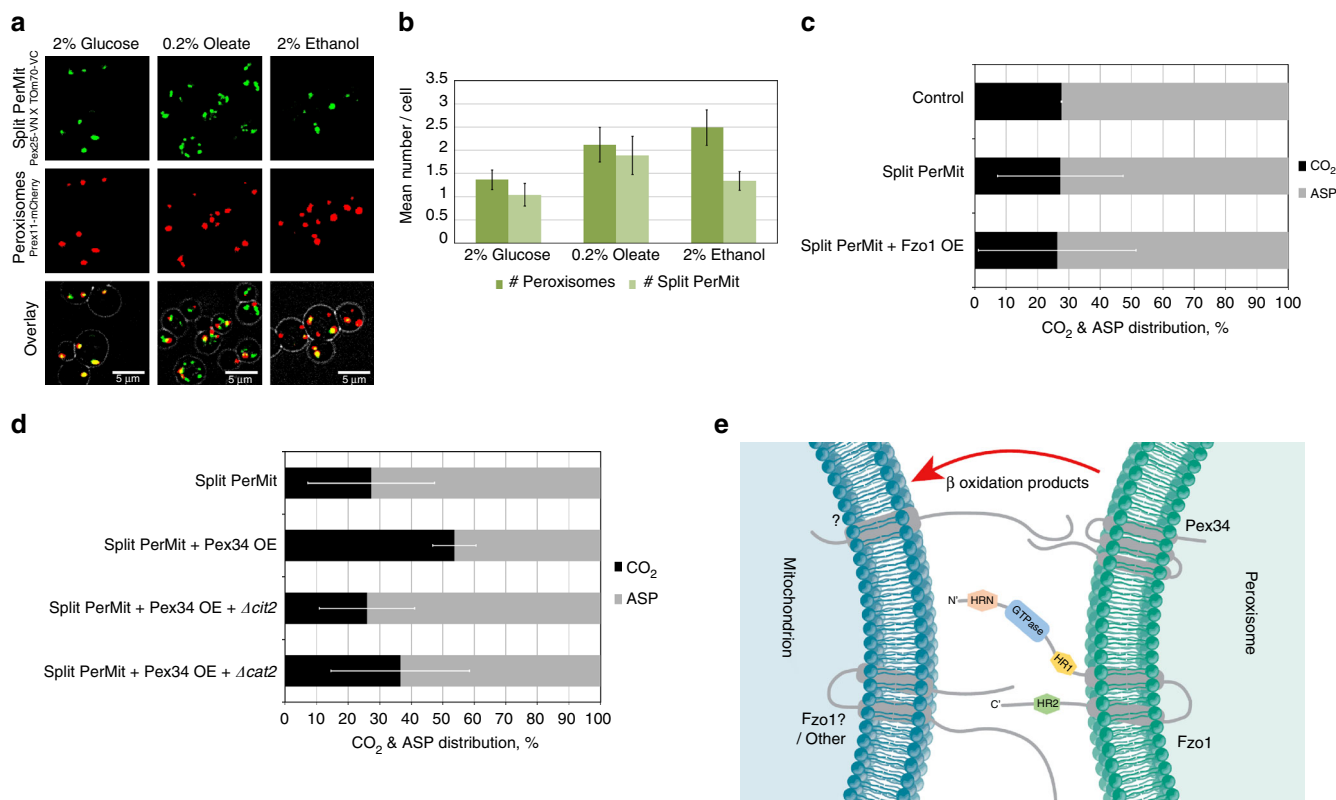 a
2% Glucose 0.2% Oleate 2% Ethanol
Split PerMit
Pex25-VN X TOm70-VC
Peroxisomes
Prex11-mCherry
Overlay
5 μm 5 μm 5 μm
b
Mean number / cell
3.5
3
2.5
2
1.5
1
0.5
0
2% Glucose 0.2% Oleate 2% Ethanol
# Peroxisomes # Split PerMit
c
Control
Split PerMit
Split PerMit + Fzo1 OE
0 10 20 30 40 50 60 70 80 90 100
CO2 & ASP distribution, %
CO2
ASP
d
Split PerMit
Split PerMit + Pex34 OE
Split PerMit + Pex34 OE + Δcit2
Split PerMit + Pex34 OE + Δcat2
0 10 20 30 40 50 60 70 80 90 100
CO2 & ASP distribution, %
CO2
ASP
e
β oxidation products
?
Pex34
Mitochondrion
Peroxisome
N'
HRN
GTPase
HR1
C'
HR2
Fzo1?
/ Other
Fzo1